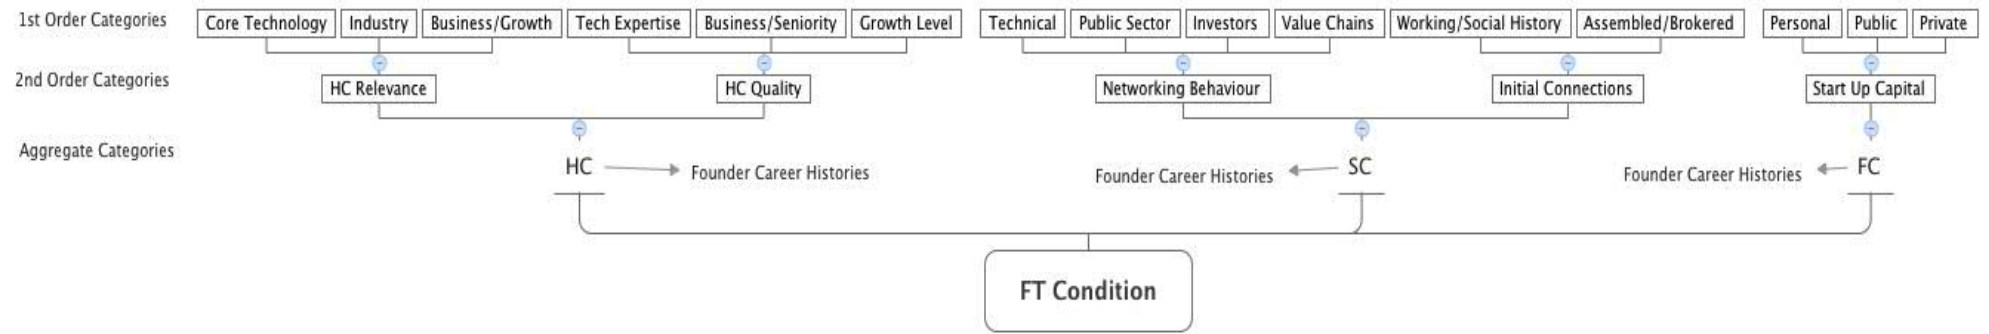 1st Order Categories
Core Technology
Industry
Business/Growth
Tech Expertise
Business/Seniority
Growth Level
Technical
Public Sector
Investors
Value Chains
Working/Social History
Assembled/Brokered
Personal
Public
Private
2nd Order Categories
HC Relevance
HC Quality
Networking Behaviour
Initial Connections
Start Up Capital
Aggregate Categories
HC
Founder Career Histories
Founder Career Histories
SC
Founder Career Histories
FC
FT Condition